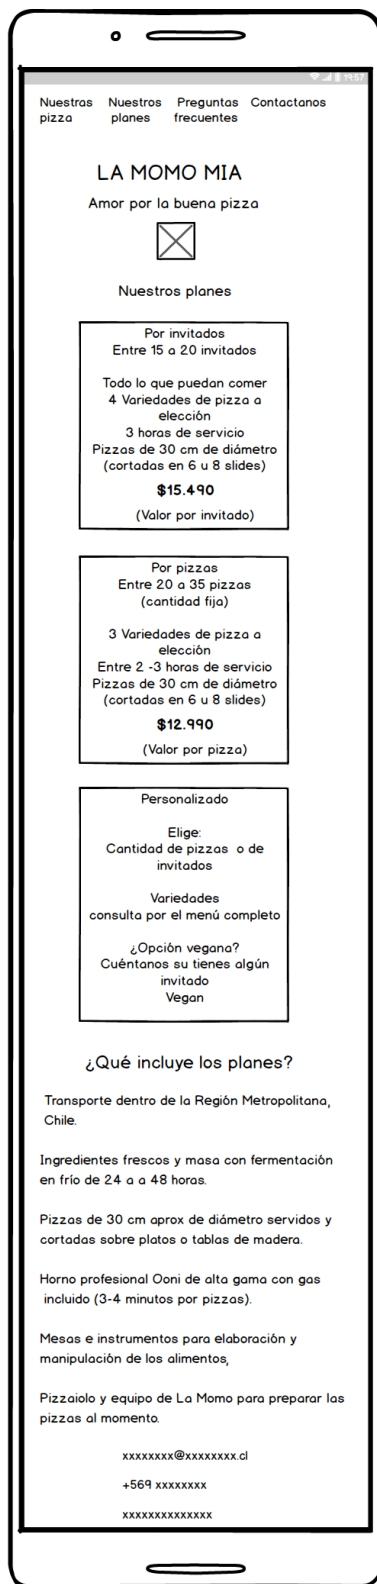 19:57
Nuestras Nuestros Preguntas Contactanos
pizza planes frecuentes
LA MOMO MIA
Amor por la buena pizza
Nuestros planes
Por invitados
Entre 15 a 20 invitados
Todo lo que puedan comer
4 Variedades de pizza a
elección
3 horas de servicio
Pizzas de 30 cm de diámetro
(cortadas en 6 u 8 slides)
$15.490
(Valor por invitado)
Por pizzas
Entre 20 a 35 pizzas
(cantidad fija)
3 Variedades de pizza a
elección
Entre 2 -3 horas de servicio
Pizzas de 30 cm de diámetro
(cortadas en 6 u 8 slides)
$12.990
(Valor por pizza)
Personalizado
Elige:
Cantidad de pizzas o de
invitados
Variedades
consulta por el menú completo
¿Opción vegana?
Cuéntanos su tienes algún
invitado
Vegan
¿Qué incluye los planes?
Transporte dentro de la Región Metropolitana,
Chile.
Ingredientes frescos y masa con fermentación
en frío de 24 a a 48 horas.
Pizzas de 30 cm aprox de diámetro servidos y
cortadas sobre platos o tablas de madera.
Horno profesional Ooni de alta gama con gas
incluido (3-4 minutos por pizzas).
Mesas e instrumentos para elaboración y
manipulación de los alimentos,
Pizzaiolo y equipo de La Momo para preparar las
pizzas al momento.
xxxxxxxx@xxxxxxxx.cl
+569 xxxxxxxx
xxxxxxxxxxxxxx